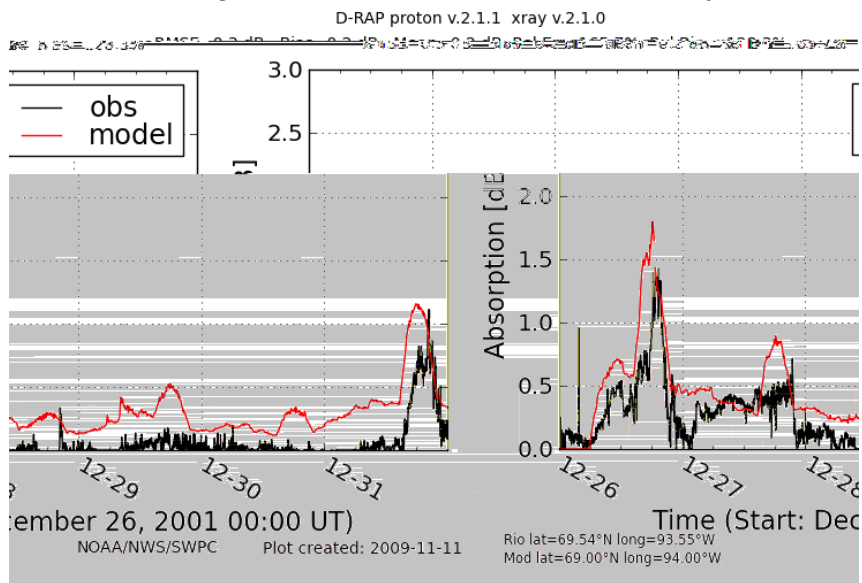 D-RAP proton v.2.1.1 xray v.2.1.0
obs
model
3.0
2.5
2.0
1.5
1.0
0.5
0.0
Absorption [dB
12-29
12-30
12-31
12-26
12-27
12-28
cember 26, 2001 00:00 UT)
Time (Start: Dec
NOAA/NWS/SWPC
Plot created: 2009-11-11
Rio lat=69.54°N long=93.55°W
Mod lat=69.00°N long=94.00°W